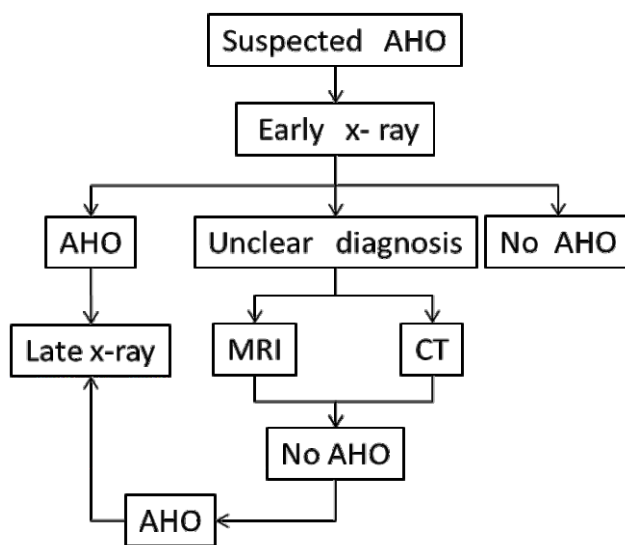 Suspected AHO
Early x- ray
AHO
Unclear diagnosis
No AHO
Late x-ray
MRI
CT
No AHO
AHO